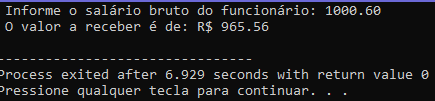 Informe o salário bruto do funcionário: 1000.60
O valor a receber é de: R$ 965.56
--------------------------------
Process exited after 6.929 seconds with return value 0
Pressione qualquer tecla para continuar. . .